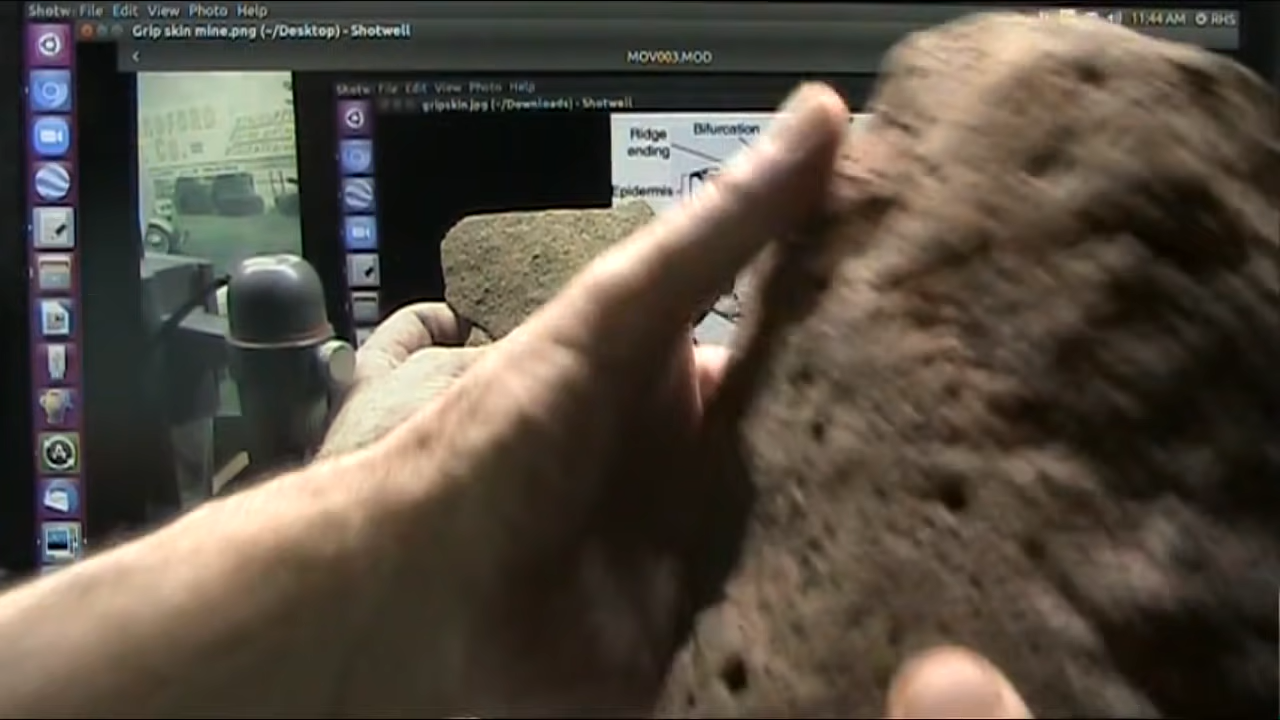 Shotw File Edit View Photo Help
11:44 AM RHS
Grip skin mine.png (~/Desktop) - Shotwell
MOV003.MOD
Shotw File Edit View Photo Help
gripskin.jpg (~/Downloads) - Shotwell
Ridge
ending
Bifurcation
Epidermis
CO.
A